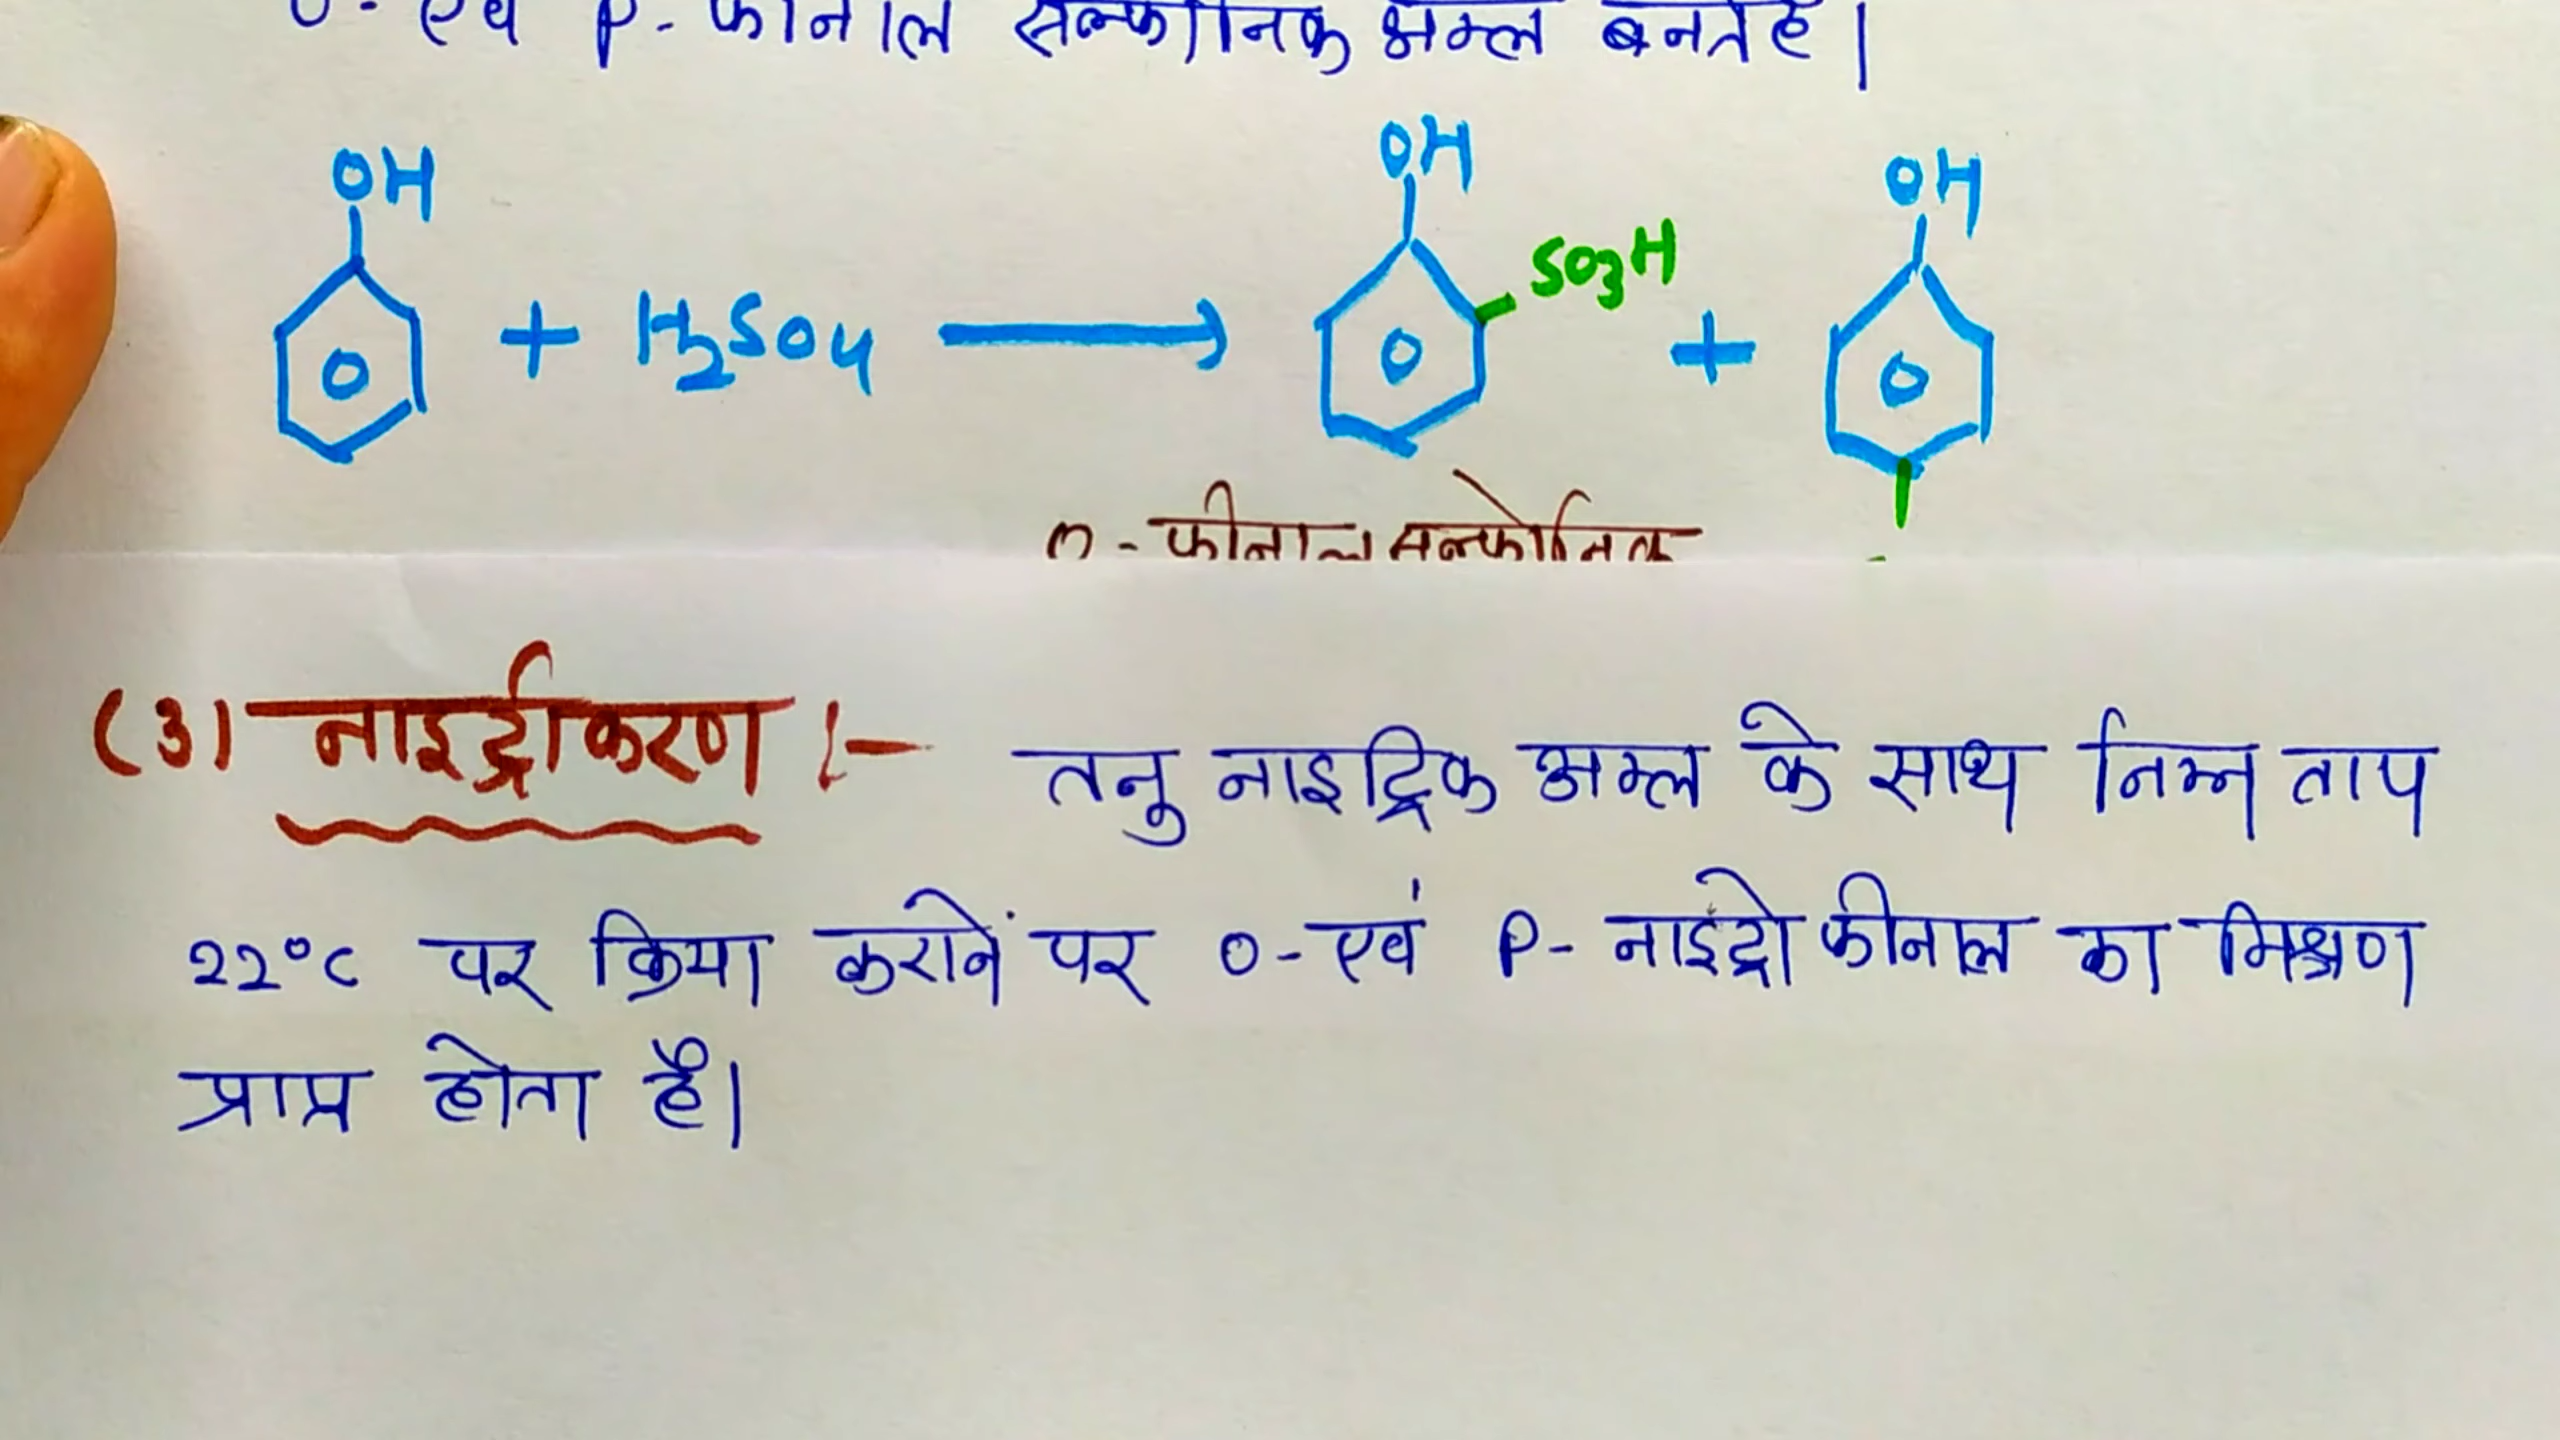 o- एवं p- फीनाल सल्फोनिक अम्ल बनते है।
OH
OH
OH
SO3H
+ H2SO4 ⟶ +
फीनाल सल्फोनिक
(3) नाइट्रीकरण :-
तनु नाइट्रिक अम्ल के साथ निम्न ताप
22°C पर क्रिया करानें पर o- एवं P- नाइंट्रो फीनाल का मिश्रण
प्राप्त होता है।